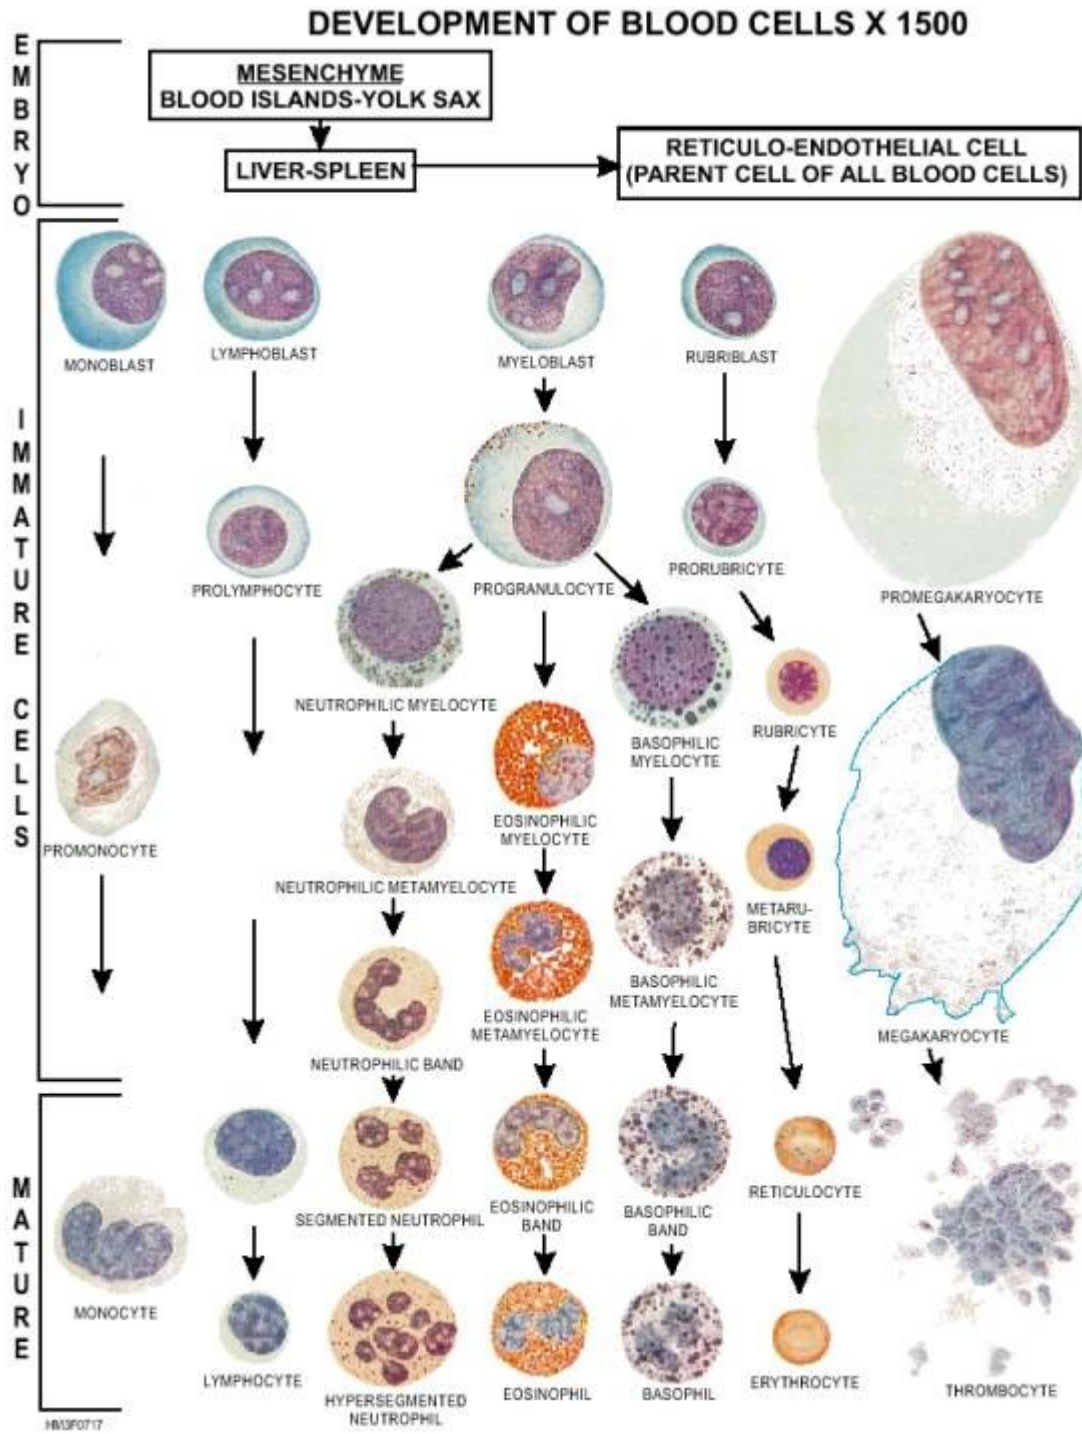 DEVELOPMENT OF BLOOD CELLS X 1500
EMBRYO
MESENCHYME
BLOOD ISLANDS-YOLK SAX
LIVER-SPLEEN
RETICULO-ENDOTHELIAL CELL
(PARENT CELL OF ALL BLOOD CELLS)
IMMATURE CELLS
MONOBLAST
LYMPHOBLAST
MYELOBLAST
RUBRIBLAST
PROLYMPHOCYTE
PROGRANULOCYTE
PRORUBRICYTE
PROMEGAKARYOCYTE
NEUTROPHILIC MYELOCYTE
BASOPHILIC
MYELOCYTE
RUBRICYTE
PROMONOCYTE
EOSINOPHILIC
MYELOCYTE
NEUTROPHILIC METAMYELOCYTE
METARU-
BRICYTE
BASOPHILIC
METAMYELOCYTE
EOSINOPHILIC
METAMYELOCYTE
MEGAKARYOCYTE
NEUTROPHILIC BAND
MATURE
SEGMENTED NEUTROPHIL
EOSINOPHILIC
BAND
BASOPHILIC
BAND
RETICULOCYTE
MONOCYTE
LYMPHOCYTE
HYPERSEGMENTED
NEUTROPHIL
EOSINOPHIL
BASOPHIL
ERYTHROCYTE
THROMBOCYTE
HM3F0717